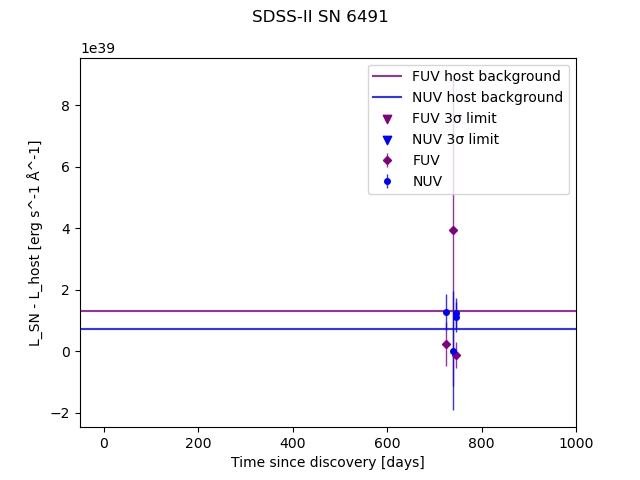 SDSS-II SN 6491
1e39
FUV host background
NUV host background
FUV 3σ limit
NUV 3σ limit
FUV
NUV
8
6
4
2
0
−2
L_SN - L_host [erg s^-1 Å^-1]
0 200 400 600 800 1000
Time since discovery [days]